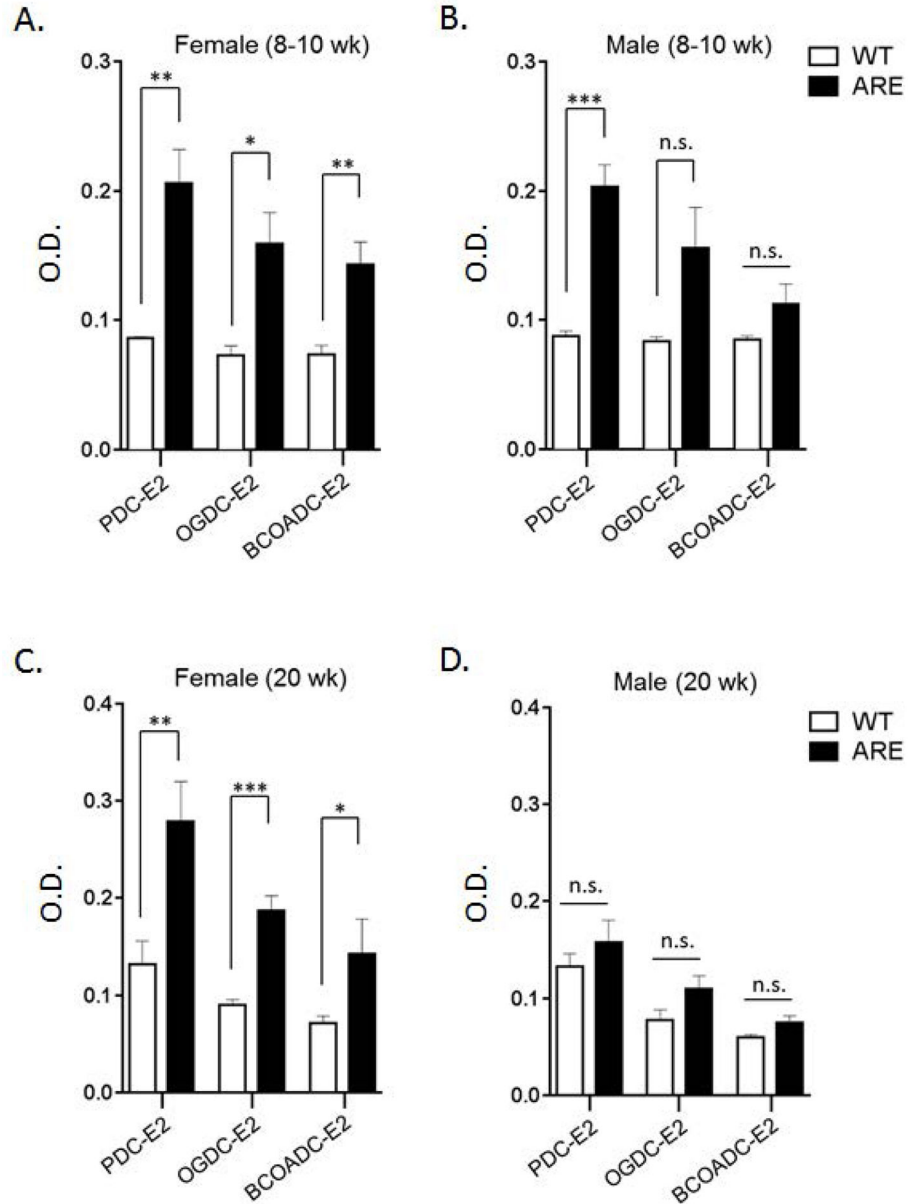 A.
Female (8-10 wk)
O.D.
0.3
0.2
0.1
0.0
**
*
**
PDC-E2
OGDC-E2
BCOADC-E2
B.
Male (8-10 wk)
WT
ARE
O.D.
0.3
0.2
0.1
0.0
***
n.s.
n.s.
PDC-E2
OGDC-E2
BCOADC-E2
C.
Female (20 wk)
O.D.
0.4
0.3
0.2
0.1
0.0
**
***
*
PDC-E2
OGDC-E2
BCOADC-E2
D.
Male (20 wk)
WT
ARE
O.D.
0.4
0.3
0.2
0.1
0.0
n.s.
n.s.
n.s.
PDC-E2
OGDC-E2
BCOADC-E2